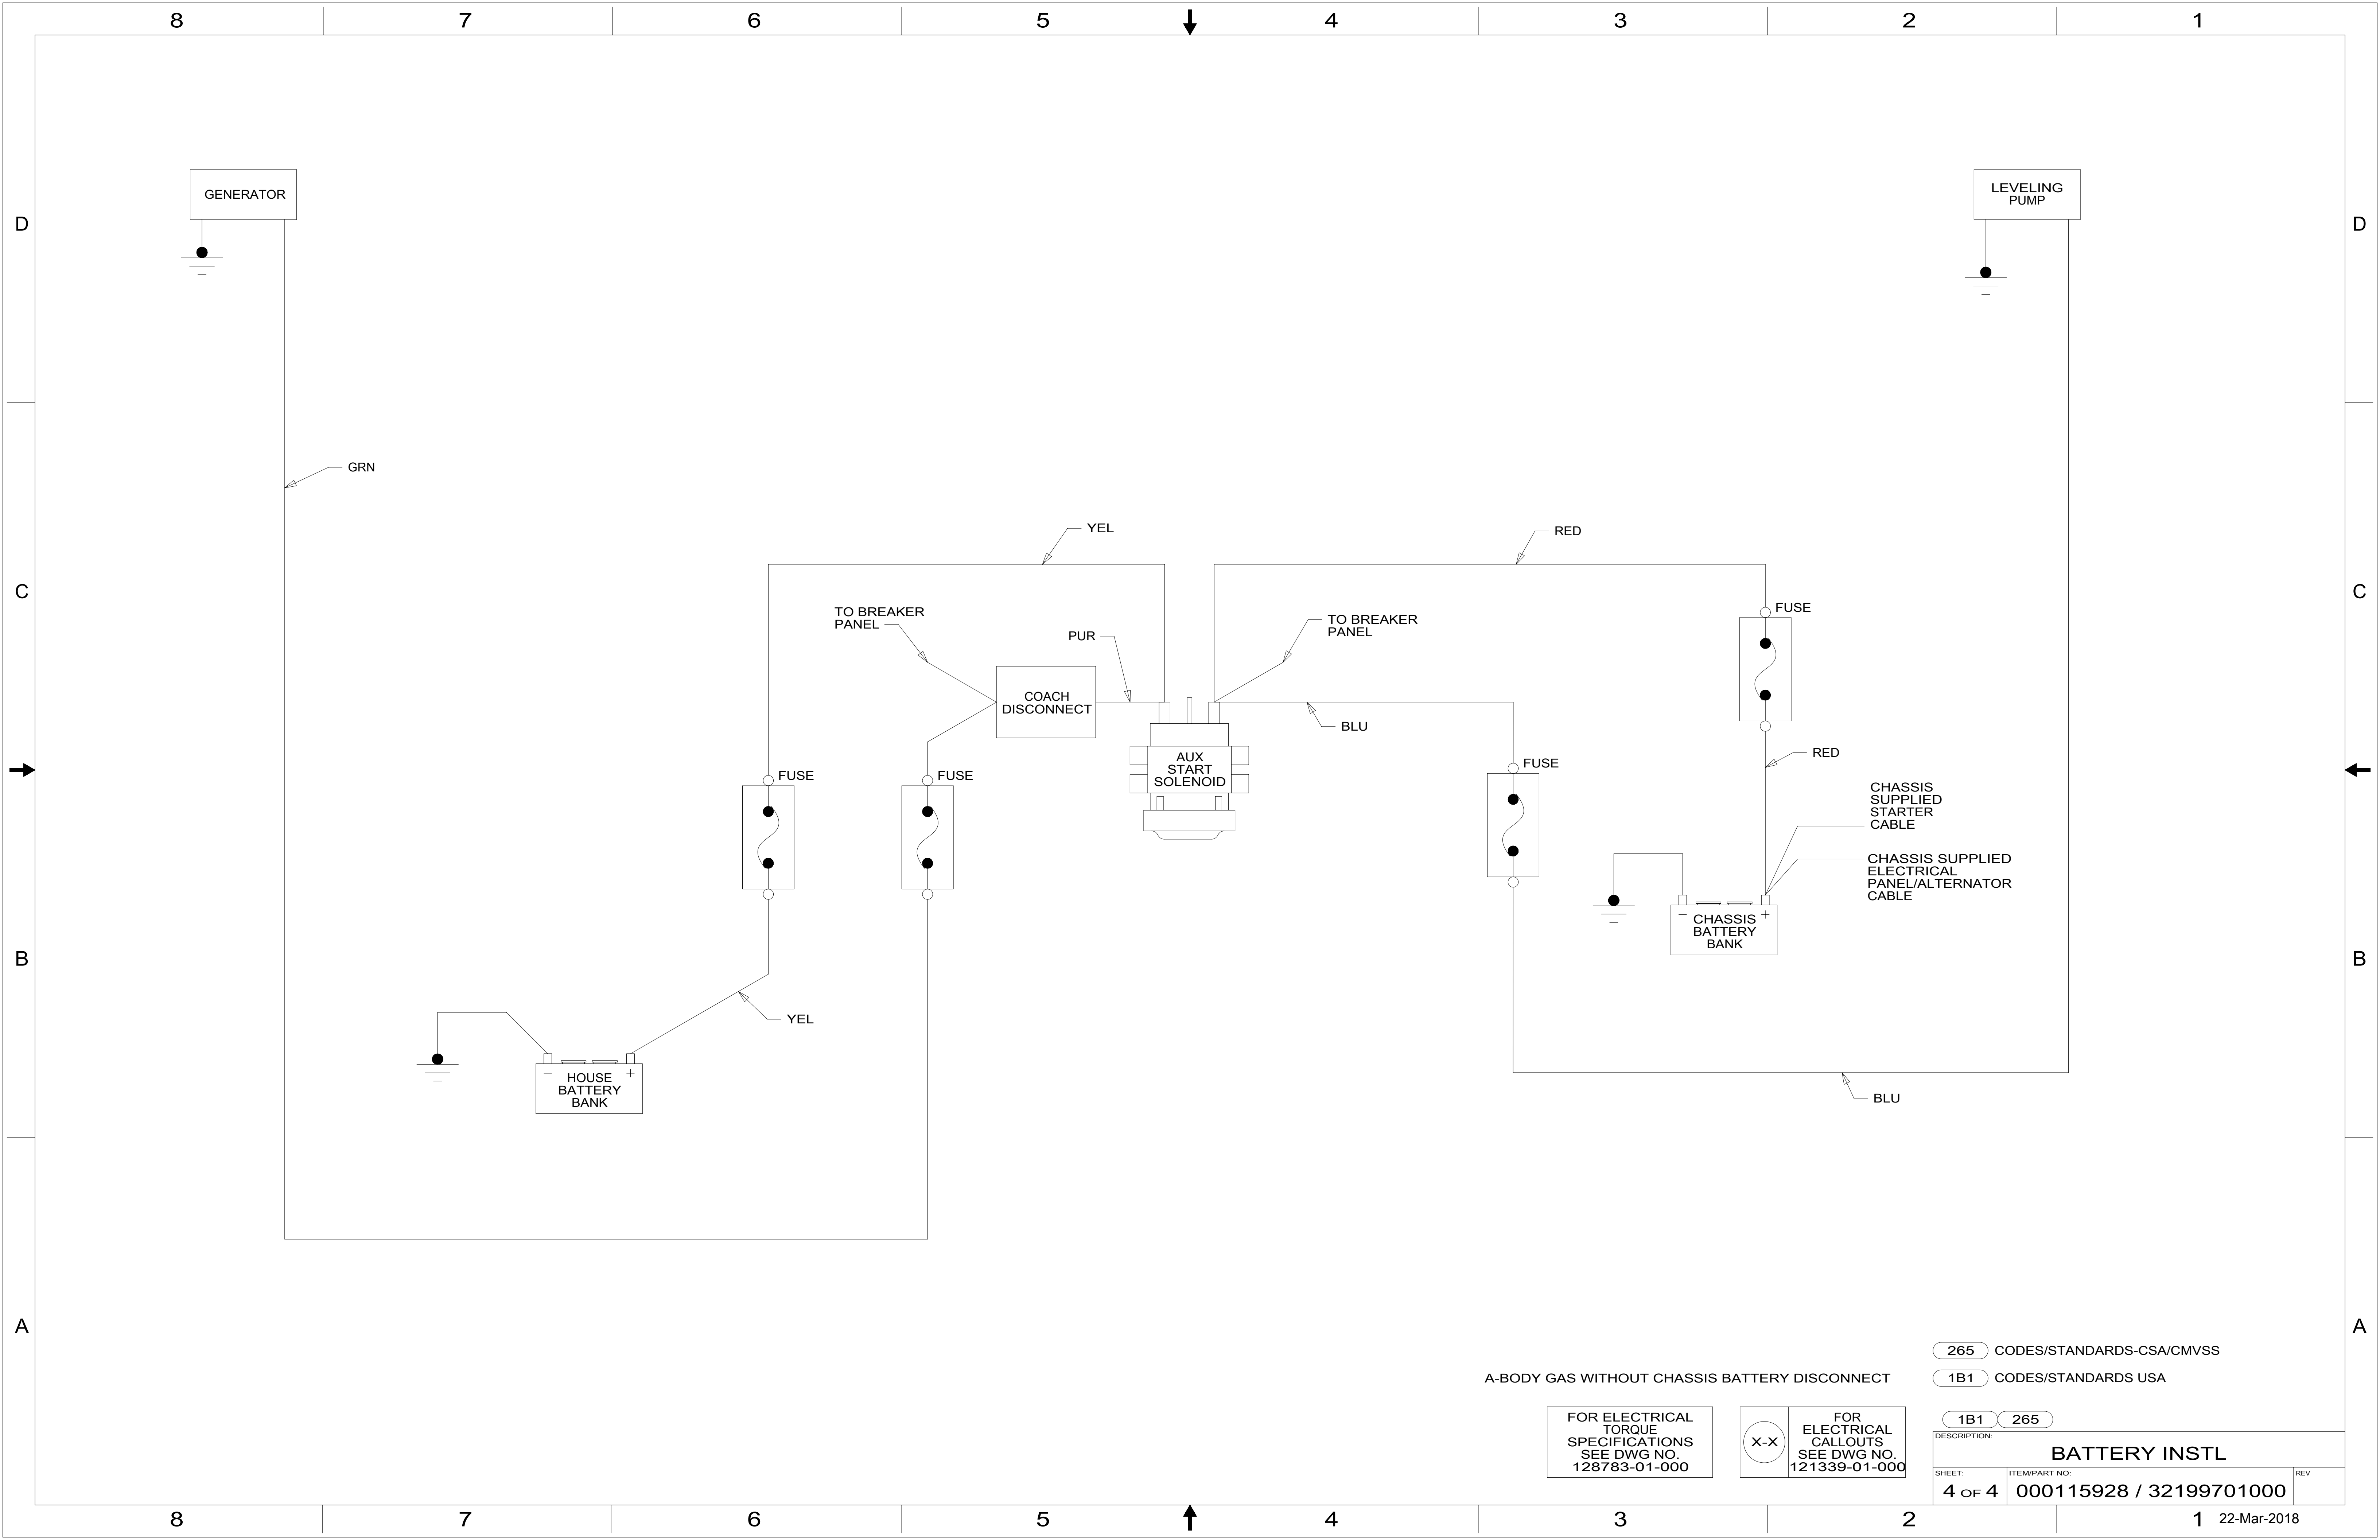 8 7 6 5 4 3 2 1
GENERATOR
LEVELING
PUMP
D D
GRN
YEL
RED
C C
TO BREAKER
PANEL
PUR
TO BREAKER
PANEL
FUSE
COACH
DISCONNECT
BLU
AUX
START
SOLENOID
FUSE
FUSE
FUSE
RED
CHASSIS
SUPPLIED
STARTER
CABLE
CHASSIS SUPPLIED
ELECTRICAL
PANEL/ALTERNATOR
CABLE
- +
CHASSIS
BATTERY
BANK
B B
YEL
- +
HOUSE
BATTERY
BANK
BLU
A A
265 CODES/STANDARDS-CSA/CMVSS
A-BODY GAS WITHOUT CHASSIS BATTERY DISCONNECT
1B1 CODES/STANDARDS USA
FOR ELECTRICAL
TORQUE
SPECIFICATIONS
SEE DWG NO.
128783-01-000
X-X
FOR
ELECTRICAL
CALLOUTS
SEE DWG NO.
121339-01-000
1B1 265
DESCRIPTION:
BATTERY INSTL
SHEET: ITEM/PART NO: REV
4 OF 4 000115928 / 32199701000
8 7 6 5 4 3 2 1
22-Mar-2018